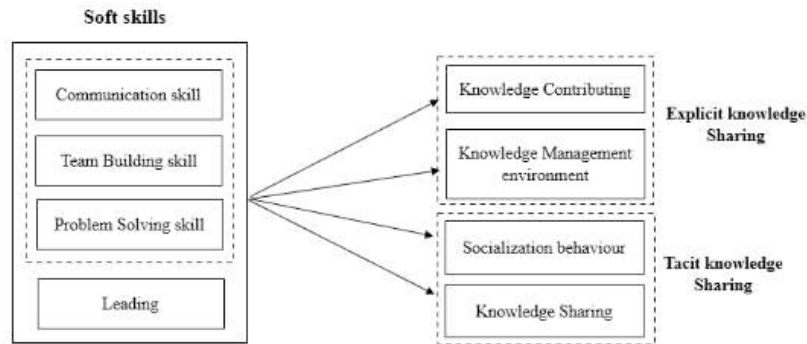 Soft skills
Communication skill
Team Building skill
Problem Solving skill
Leading
Knowledge Contributing
Knowledge Management
environment
Explicit knowledge
Sharing
Socialization behaviour
Knowledge Sharing
Tacit knowledge
Sharing